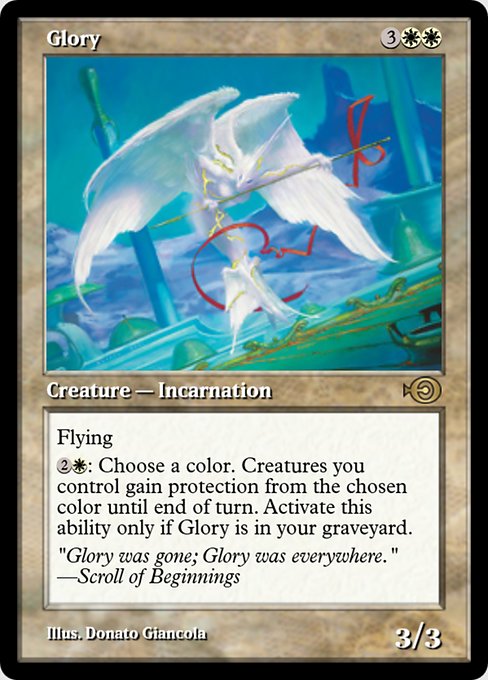 Glory 3
Creature — Incarnation
Flying
2: Choose a color. Creatures you
control gain protection from the chosen
color until end of turn. Activate this
ability only if Glory is in your graveyard.
"Glory was gone; Glory was everywhere."
—Scroll of Beginnings
Illus. Donato Giancola
3/3